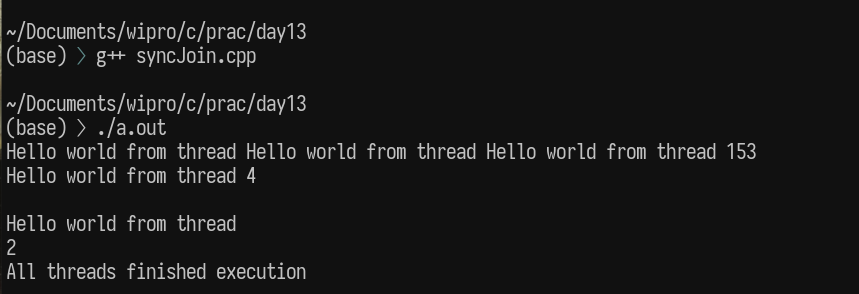 ~/Documents/wipro/c/prac/day13
(base) > g++ syncJoin.cpp
~/Documents/wipro/c/prac/day13
(base) > ./a.out
Hello world from thread Hello world from thread Hello world from thread 153
Hello world from thread 4
Hello world from thread
2
All threads finished execution